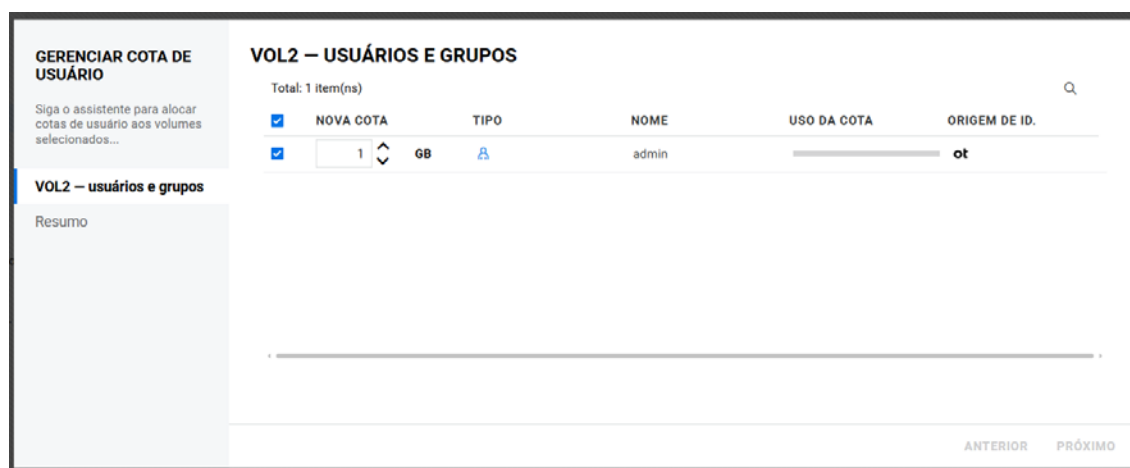 GERENCIAR COTA DE
USUÁRIO
Siga o assistente para alocar
cotas de usuário aos volumes
selecionados...
VOL2 — usuários e grupos
Resumo
VOL2 — USUÁRIOS E GRUPOS
Total: 1 item(ns)
NOVA COTA TIPO NOME USO DA COTA ORIGEM DE ID.
1 GB admin ot
ANTERIOR PRÓXIMO